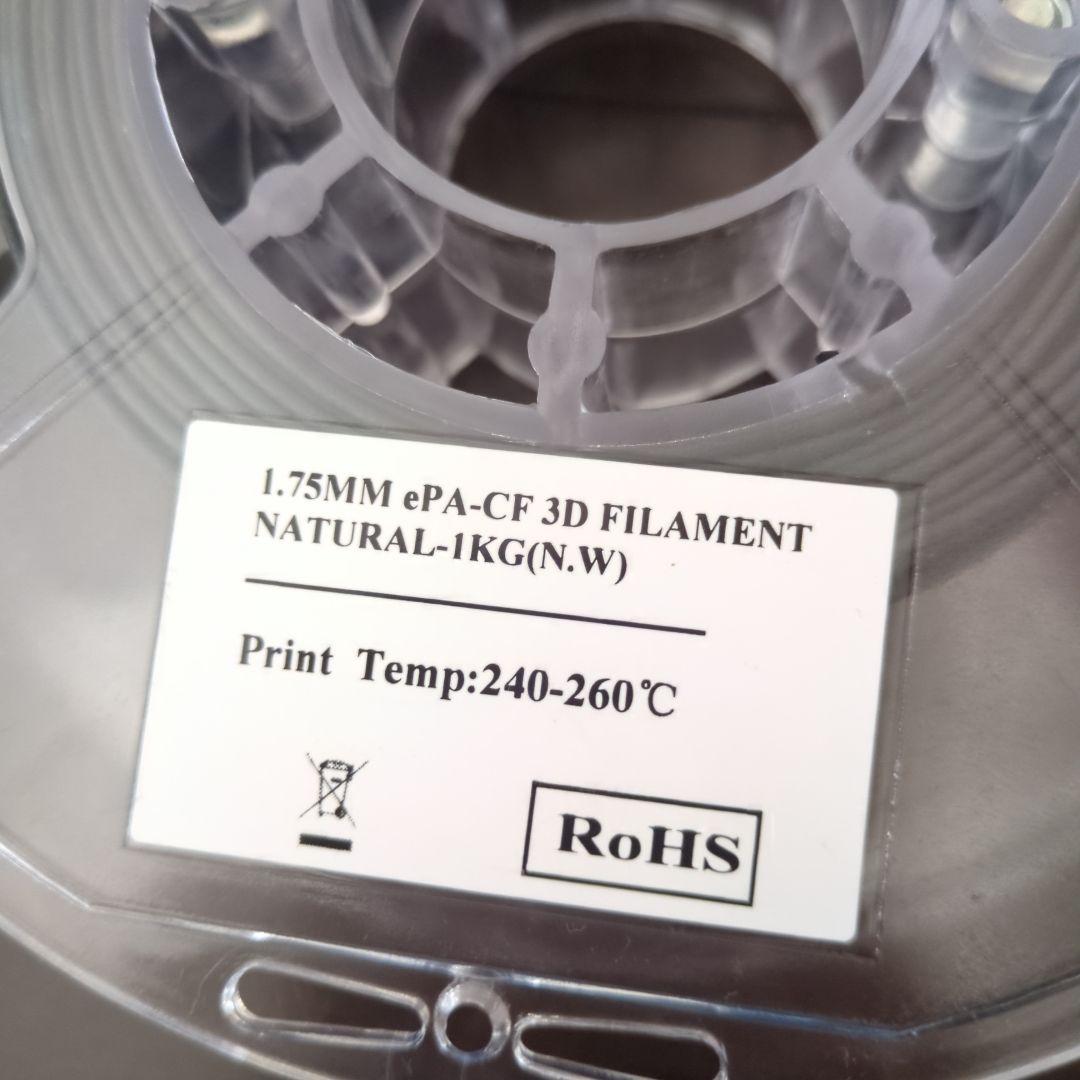 1.75MM ePA-CF 3D FILAMENT
NATURAL-1KG(N.W)
Print Temp:240-260℃
RoHS